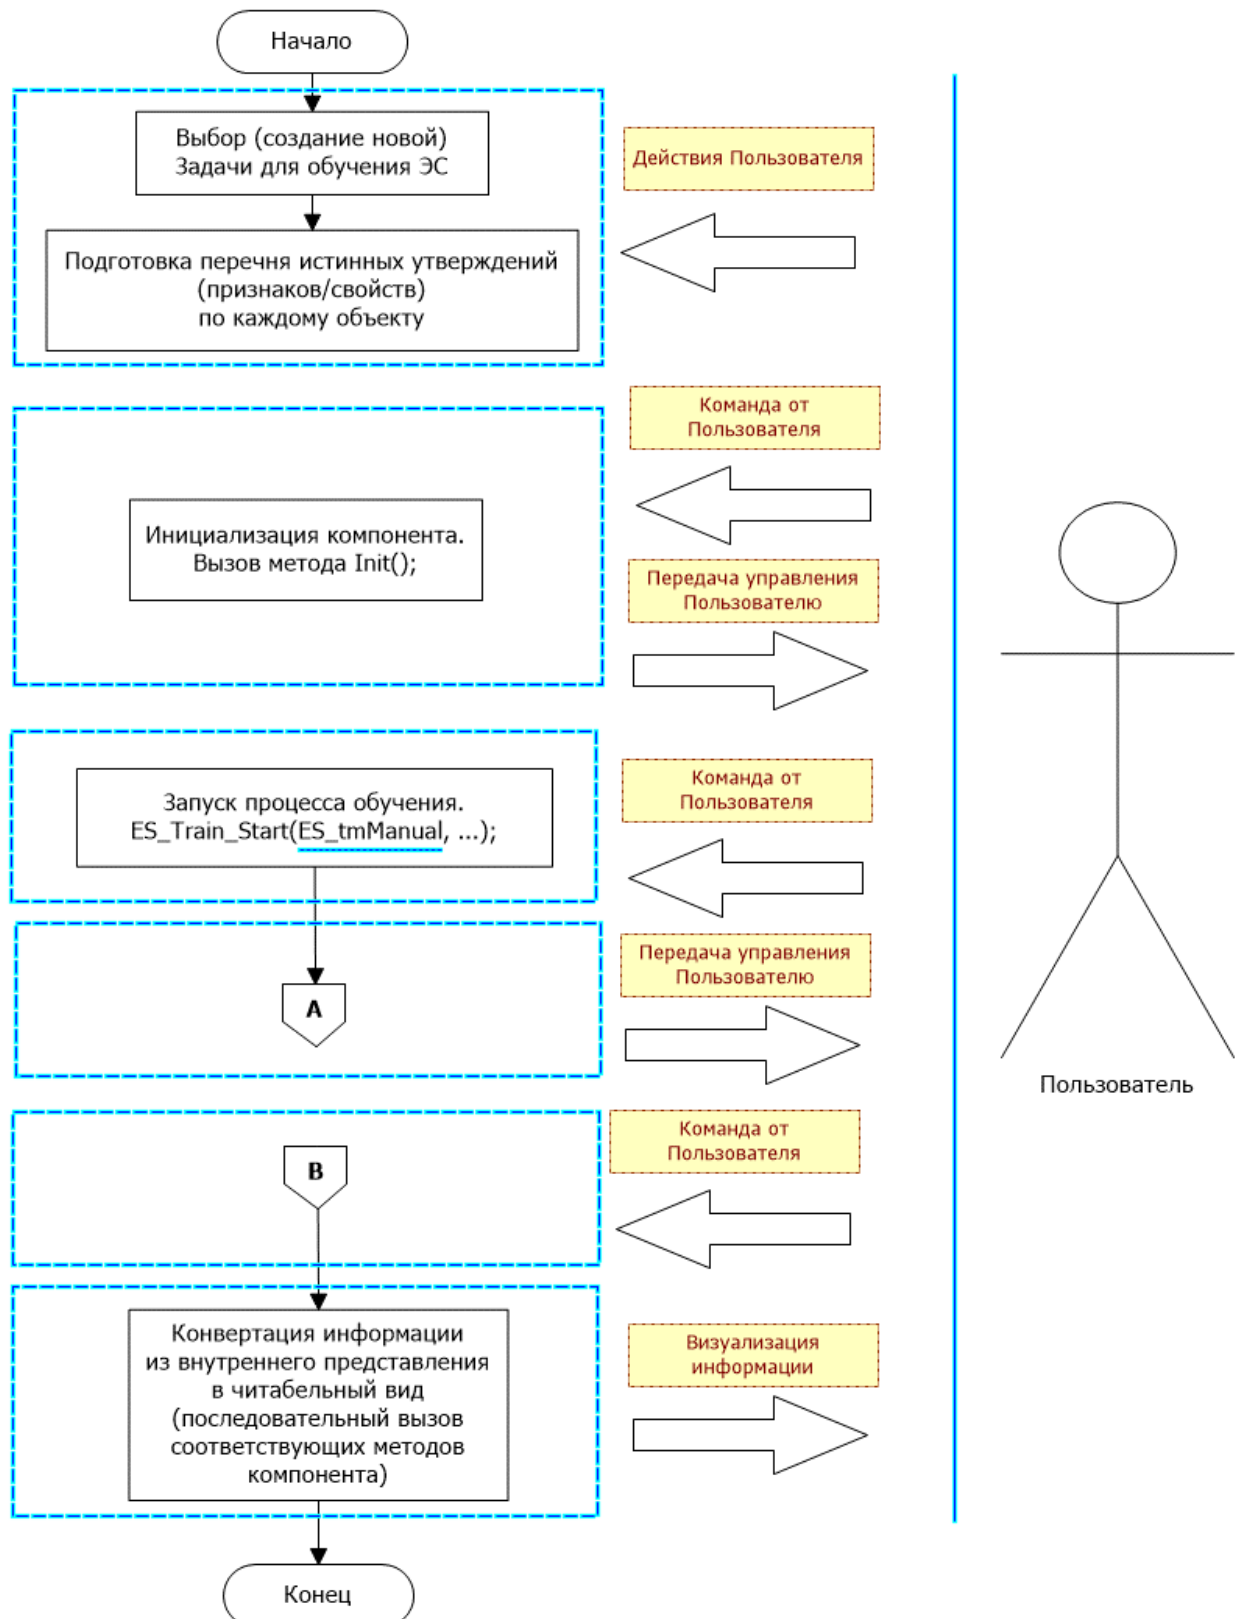 Начало
Выбор (создание новой)
Задачи для обучения ЭС
Действия Пользователя
Подготовка перечня истинных утверждений
(признаков/свойств)
по каждому объекту
Команда от
Пользователя
Инициализация компонента.
Вызов метода Init();
Передача управления
Пользователю
Запуск процесса обучения.
ES_Train_Start(ES_tmManual, ...);
Команда от
Пользователя
A
Передача управления
Пользователю
Пользователь
B
Команда от
Пользователя
Конвертация информации
из внутреннего представления
в читабельный вид
(последовательный вызов
соответствующих методов
компонента)
Визуализация
информации
Конец